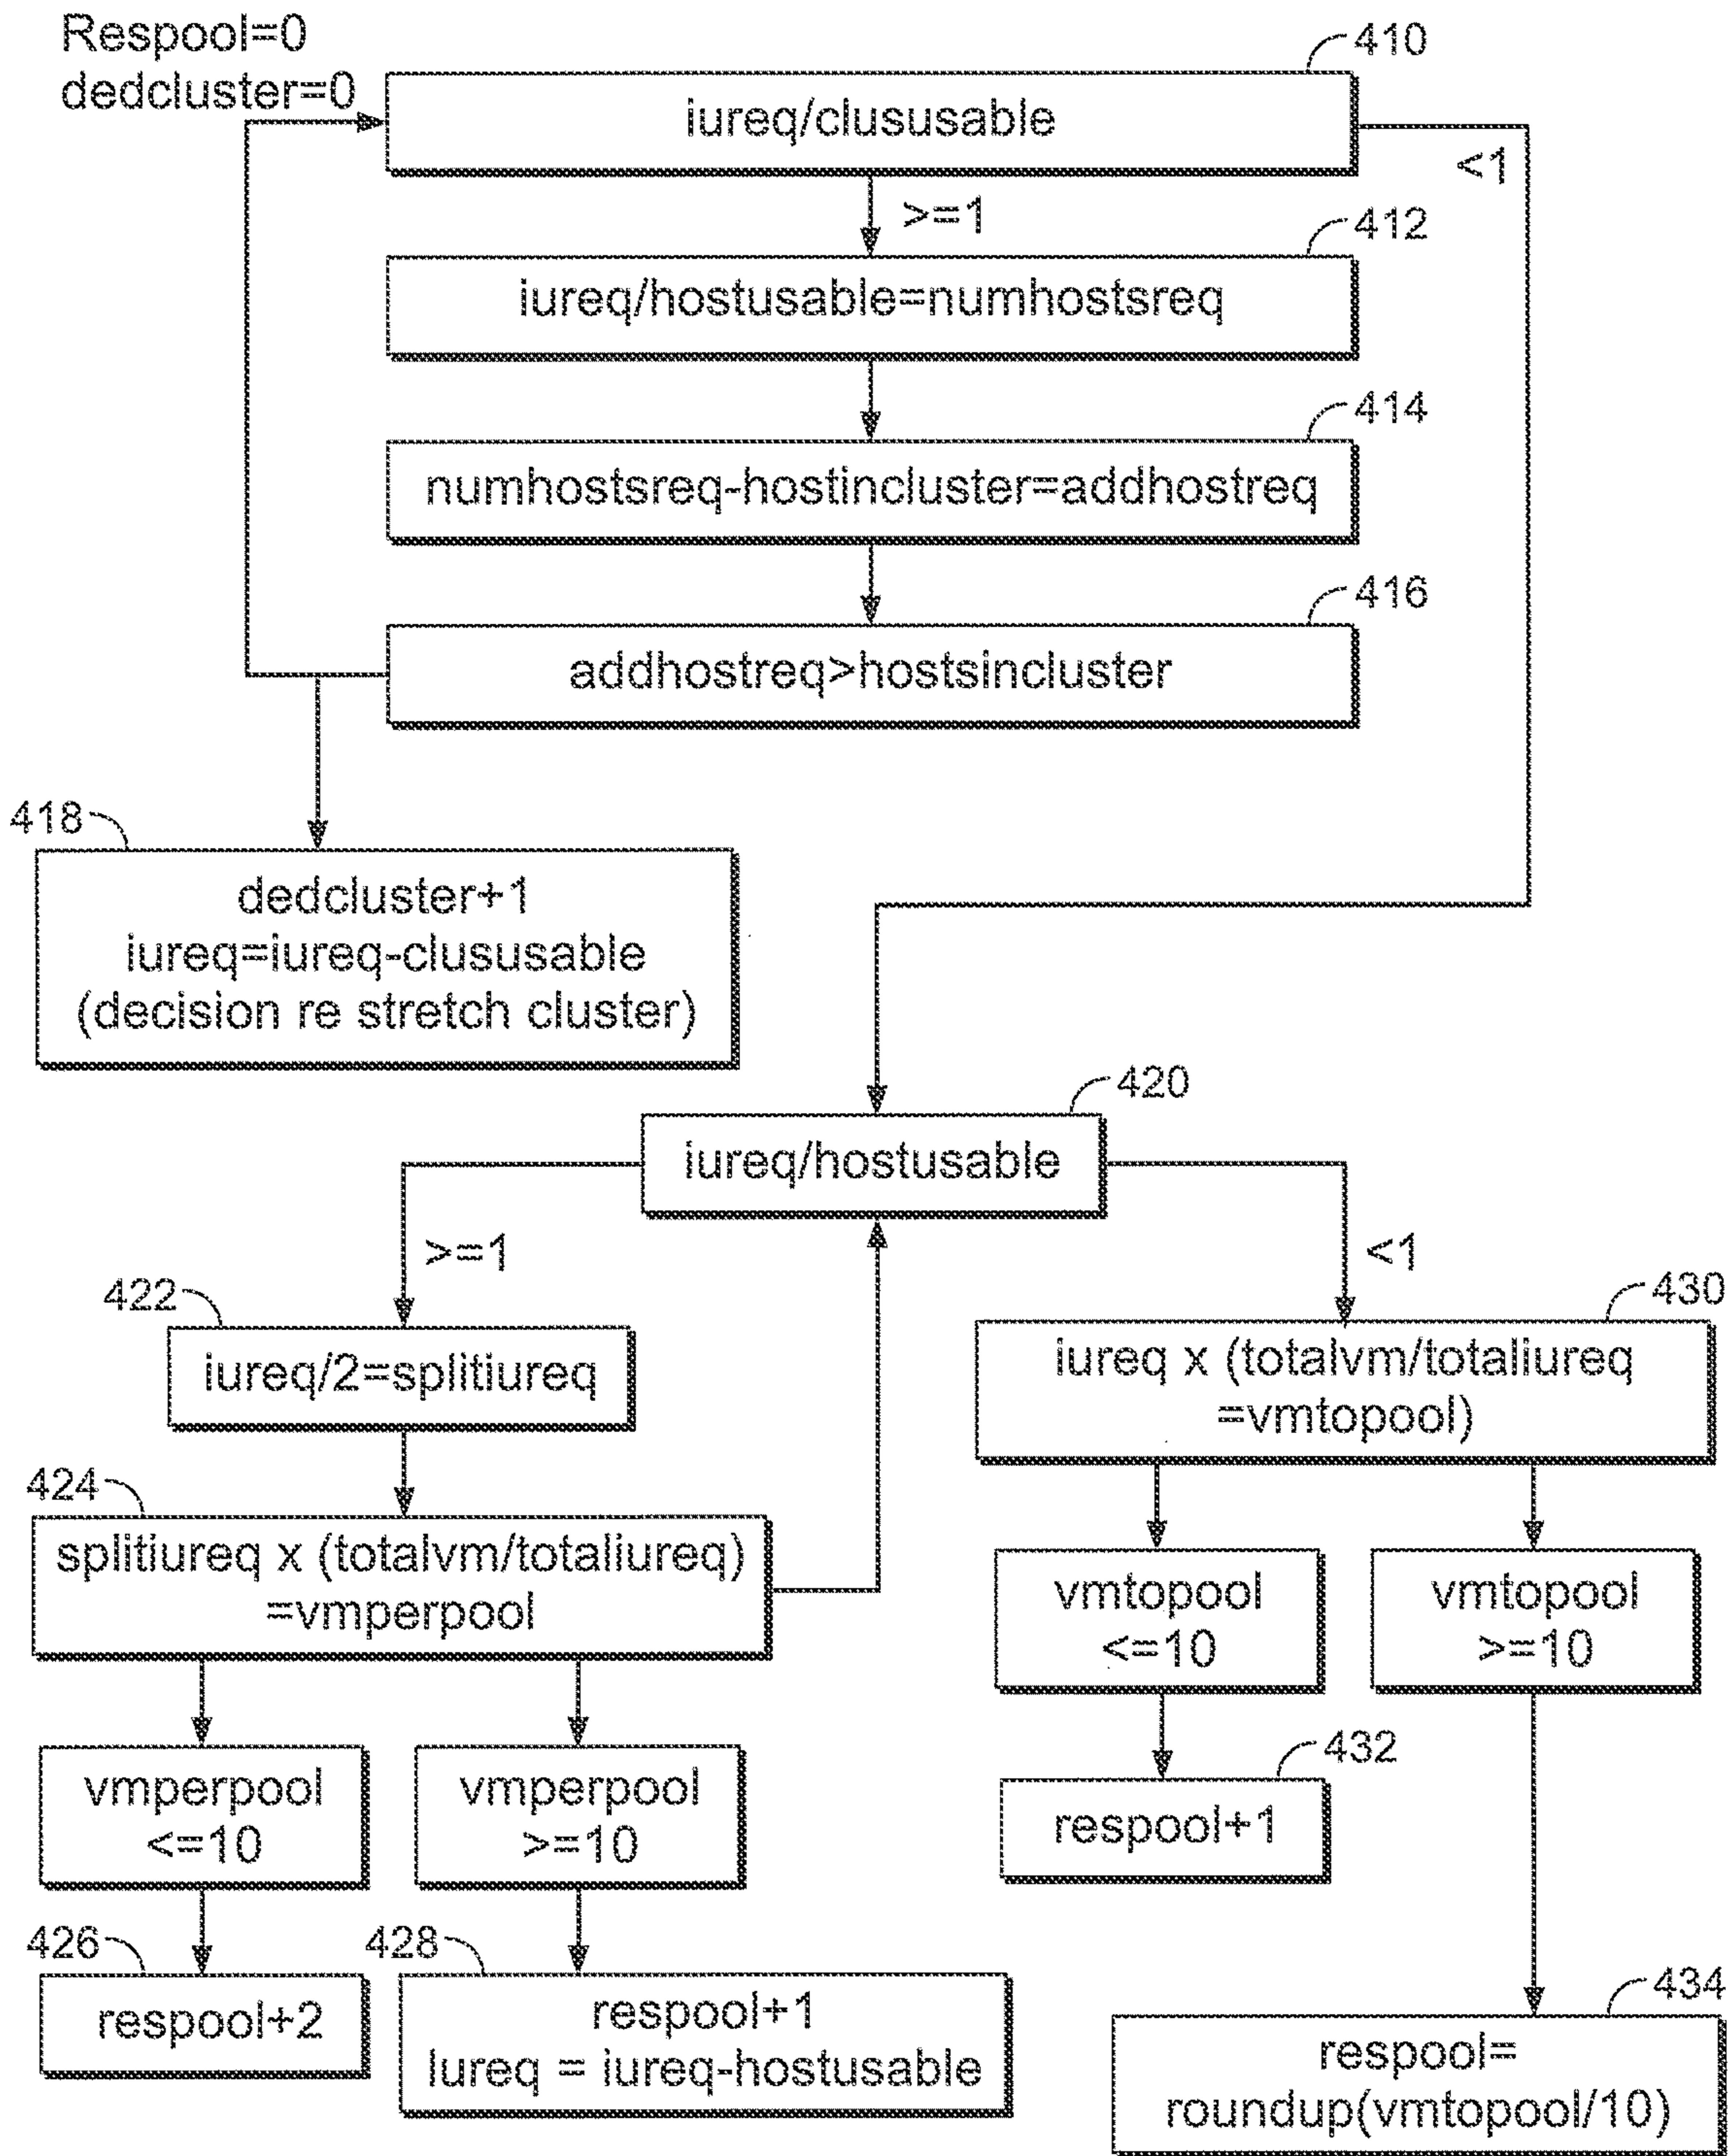 Respool=0
dedcluster=0
410
iureq/clususable
<1
>=1
412
iureq/hostusable=numhostsreq
414
numhostsreq-hostincluster=addhostreq
416
addhostreq>hostsincluster
418
dedcluster+1
iureq=iureq-clususable
(decision re stretch cluster)
420
iureq/hostusable
>=1
<1
422
iureq/2=splitiureq
430
iureq x (totalvm/totaliureq
=vmtopool)
424
splitiureq x (totalvm/totaliureq)
=vmperpool
vmtopool
<=10
vmtopool
>=10
vmperpool
<=10
vmperpool
>=10
432
respool+1
426
respool+2
428
respool+1
Iureq = iureq-hostusable
434
respool=
roundup(vmtopool/10)